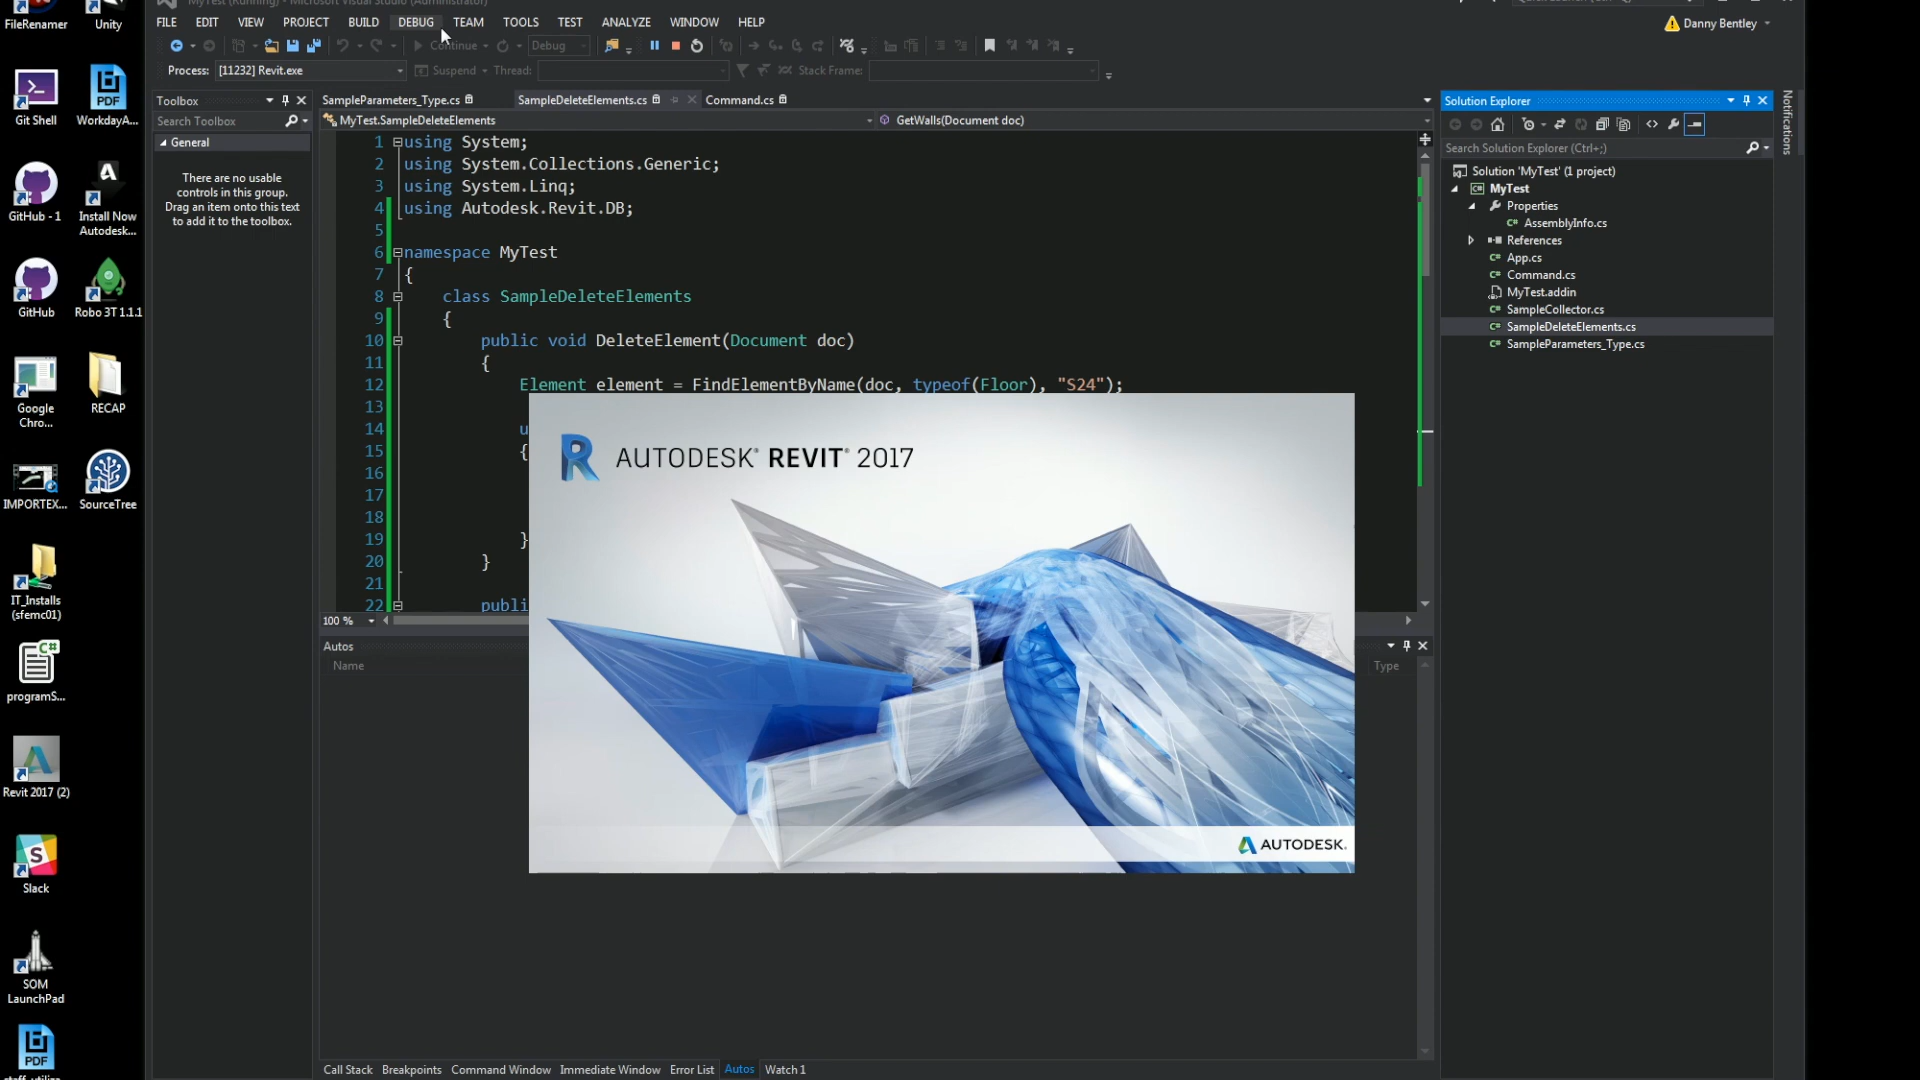 FileRenamer
Unity
Git Shell
WorkdayA...
GitHub - 1
Install Now
Autodesk...
GitHub
Robo 3T 1.1.1
Google
Chro...
RECAP
IMPORTEX...
SourceTree
IT_Installs
(sfemc01)
programS...
Revit 2017 (2)
Slack
SOM
LaunchPad
PDF
MyTest (Running) - Microsoft Visual Studio (Administrator)
FILE EDIT VIEW PROJECT BUILD DEBUG TEAM TOOLS TEST ANALYZE WINDOW HELP
Danny Bentley
Continue Debug
Process: [11232] Revit.exe Suspend Thread: Stack Frame:
Toolbox
Search Toolbox
General
There are no usable
controls in this group.
Drag an item onto this text
to add it to the toolbox.
SampleParameters_Type.cs SampleDeleteElements.cs Command.cs
MyTest.SampleDeleteElements GetWalls(Document doc)
1 using System;
2 using System.Collections.Generic;
3 using System.Linq;
4 using Autodesk.Revit.DB;
5
6 namespace MyTest
7 {
8 class SampleDeleteElements
9 {
10 public void DeleteElement(Document doc)
11 {
12 Element element = FindElementByName(doc, typeof(Floor), "S24");
13
14 u
15 {
16
17
18
19 }
20 }
21
22 publi
100 %
AUTODESK® REVIT® 2017
AUTODESK.
Autos
Name
Type
Call Stack Breakpoints Command Window Immediate Window Error List Autos Watch 1
Solution Explorer
Search Solution Explorer (Ctrl+;)
Solution 'MyTest' (1 project)
MyTest
Properties
AssemblyInfo.cs
References
App.cs
Command.cs
MyTest.addin
SampleCollector.cs
SampleDeleteElements.cs
SampleParameters_Type.cs
Notifications